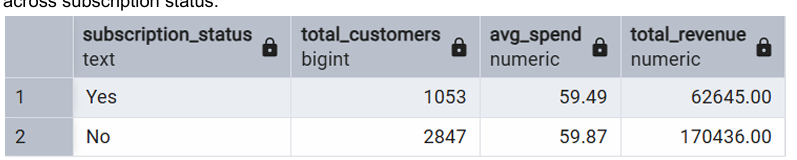 across subscription status.
subscription_status total_customers avg_spend total_revenue
text bigint numeric numeric
1 Yes 1053 59.49 62645.00
2 No 2847 59.87 170436.00